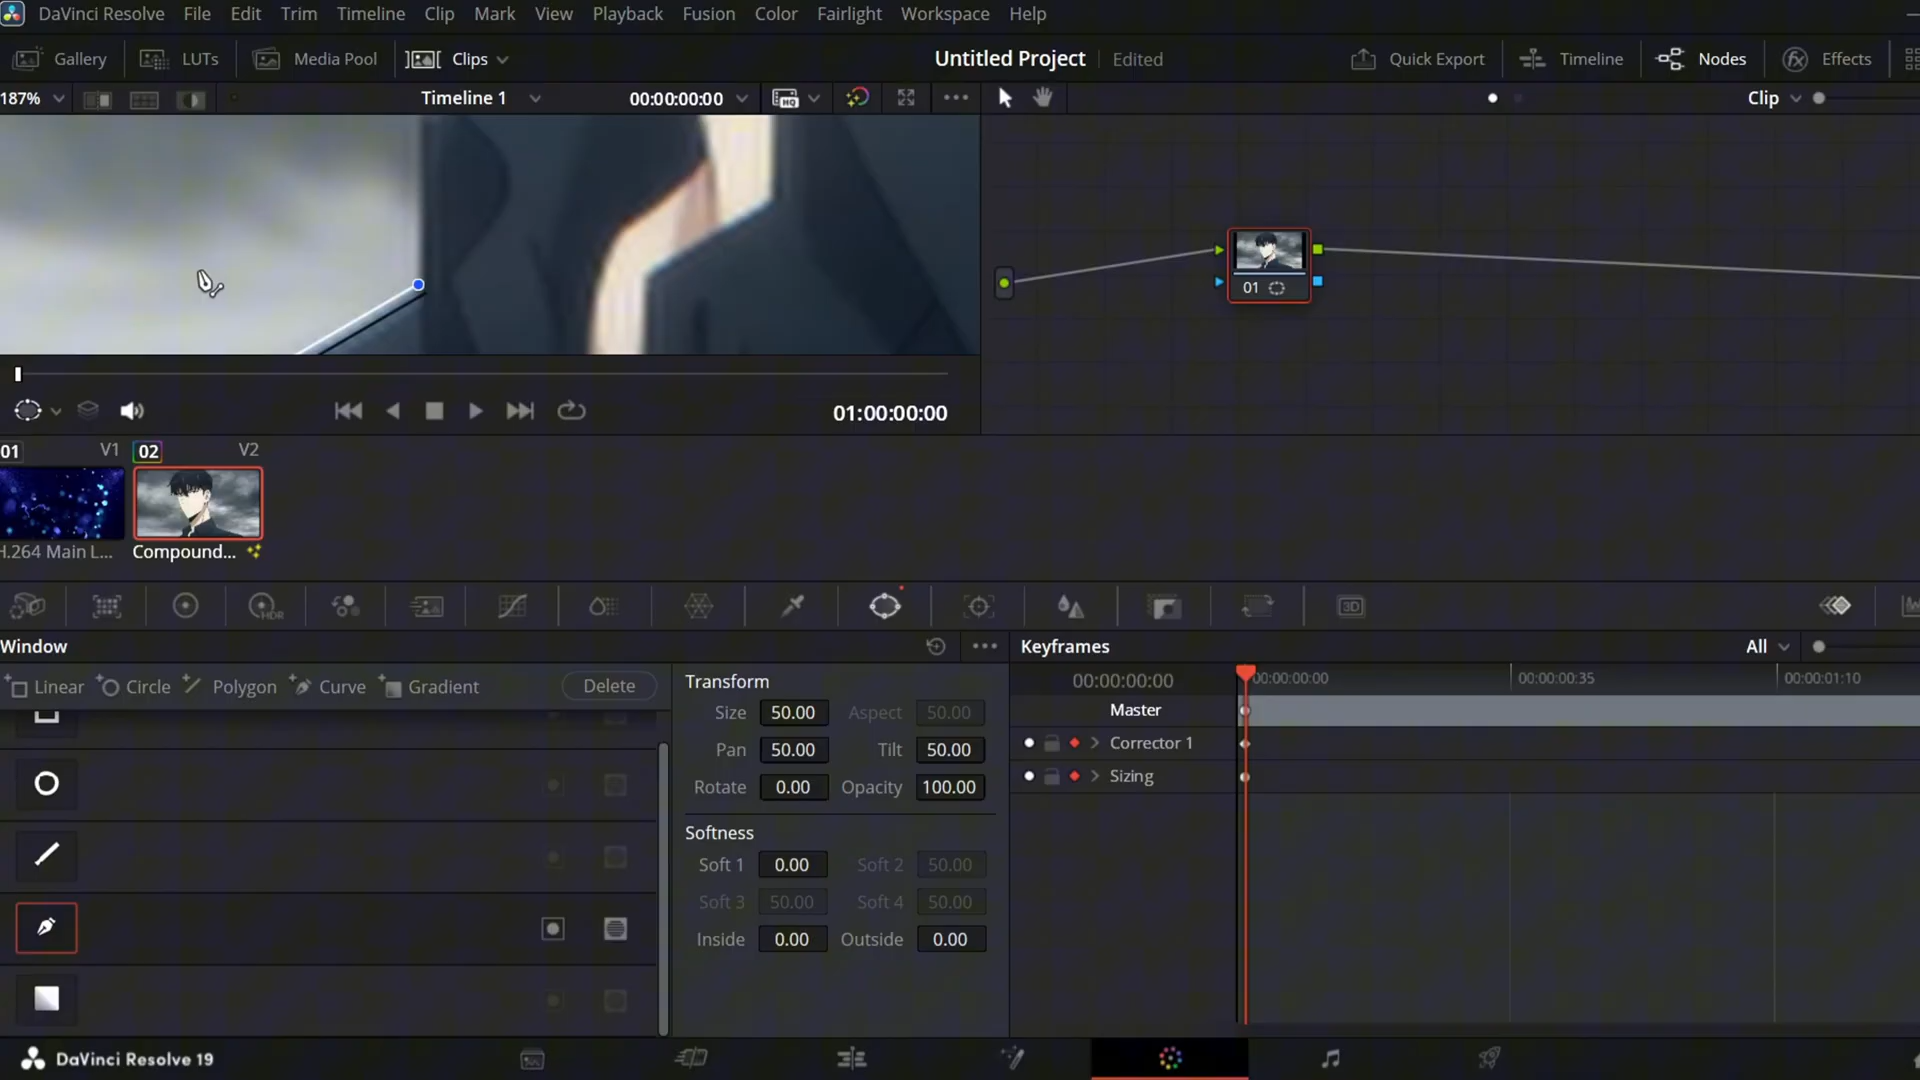 DaVinci Resolve File Edit Trim Timeline Clip Mark View Playback Fusion Color Fairlight Workspace Help
Gallery LUTs Media Pool Clips Untitled Project Edited Quick Export Timeline Nodes Effects
187% Timeline 1 00:00:00:00 HQ Clip
01
01:00:00:00
01 V1 02 V2
H.264 Main L... Compound...
HDR 3D
Window Keyframes All
Linear Circle Polygon Curve Gradient Delete
Transform
Size 50.00 Aspect 50.00
Pan 50.00 Tilt 50.00
Rotate 0.00 Opacity 100.00
Softness
Soft 1 0.00 Soft 2 50.00
Soft 3 50.00 Soft 4 50.00
Inside 0.00 Outside 0.00
00:00:00:00 00:00:00:00 00:00:00:35 00:00:01:10
Master
Corrector 1
Sizing
DaVinci Resolve 19